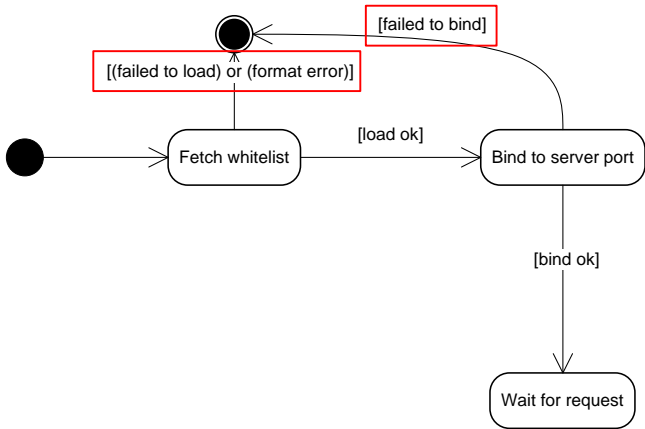 [failed to bind]
[(failed to load) or (format error)]
[load ok]
Fetch whitelist
Bind to server port
[bind ok]
Wait for request